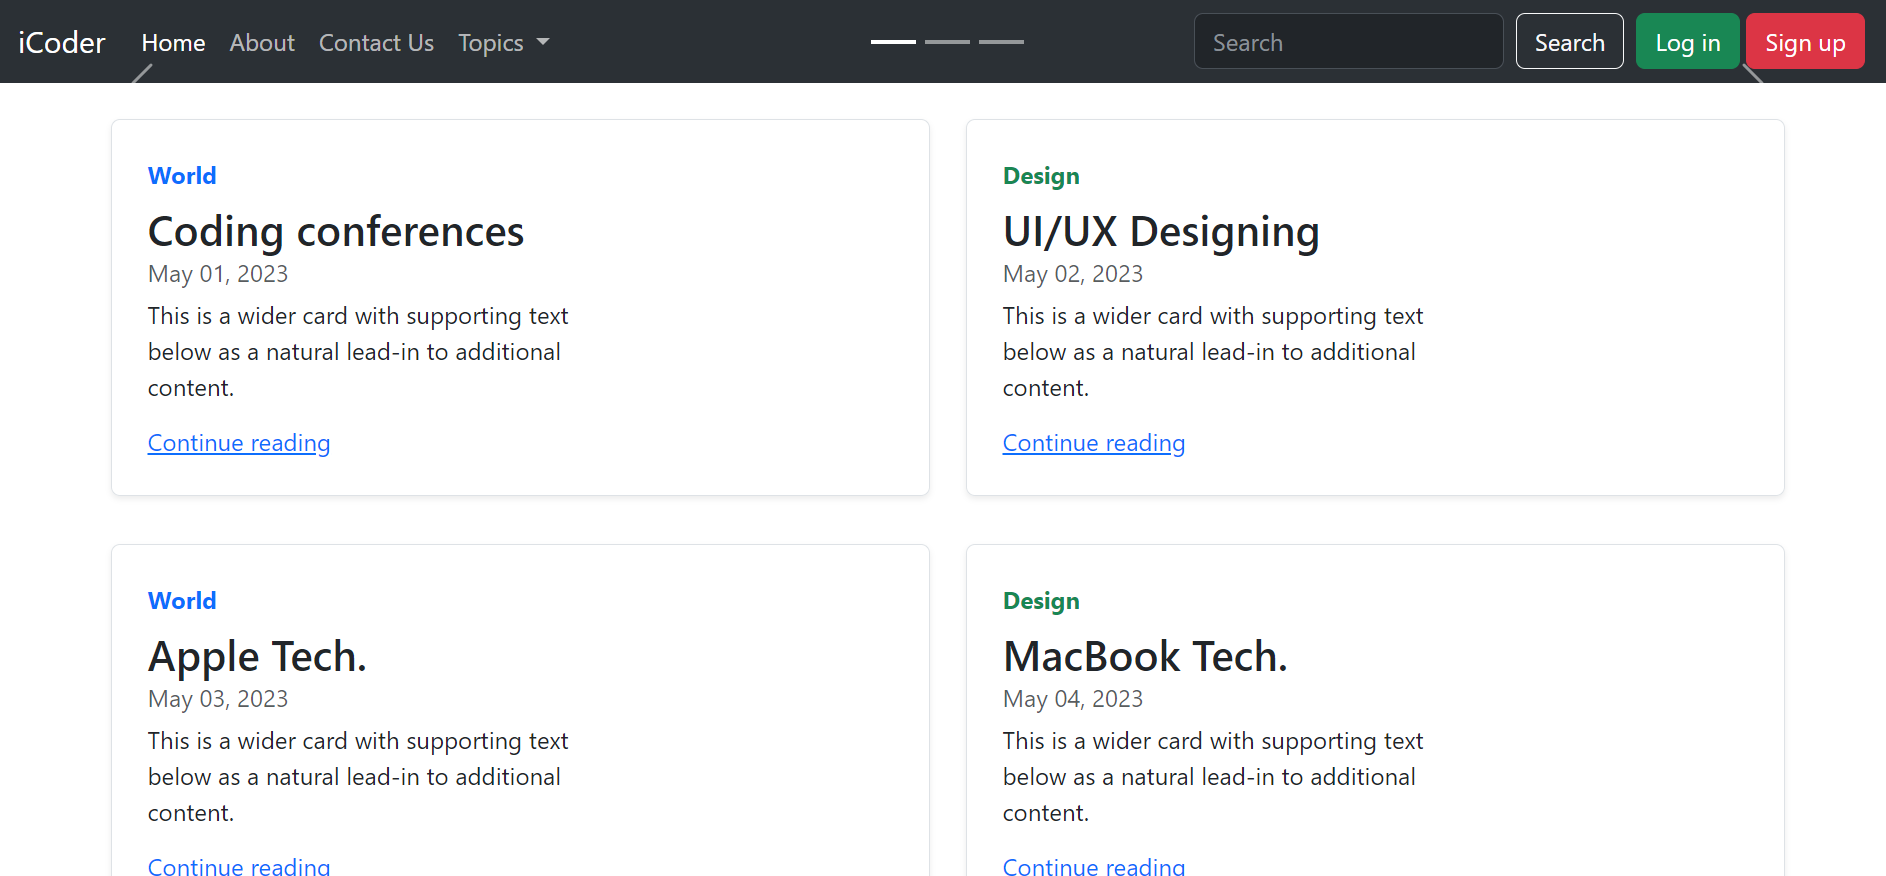 iCoder Home About Contact Us Topics Search Search Log in Sign up
World
Coding conferences
May 01, 2023
This is a wider card with supporting text
below as a natural lead-in to additional
content.
Continue reading
Design
UI/UX Designing
May 02, 2023
This is a wider card with supporting text
below as a natural lead-in to additional
content.
Continue reading
World
Apple Tech.
May 03, 2023
This is a wider card with supporting text
below as a natural lead-in to additional
content.
Continue reading
Design
MacBook Tech.
May 04, 2023
This is a wider card with supporting text
below as a natural lead-in to additional
content.
Continue reading